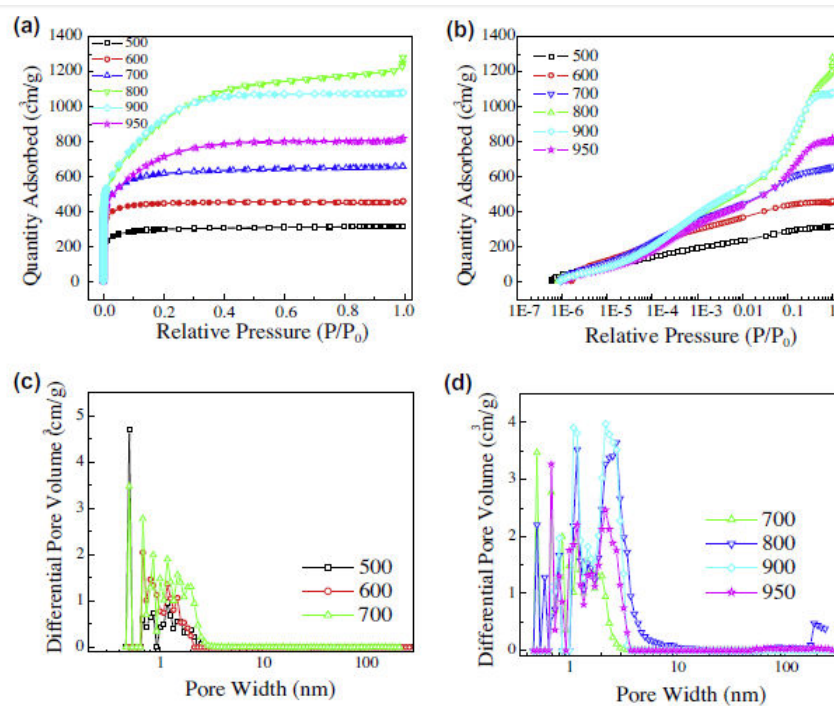 (a)
1400
1200
1000
800
600
400
200
0
Quantity Adsorbed (cm³/g)
500
600
700
800
900
950
0.0 0.2 0.4 0.6 0.8 1.0
Relative Pressure (P/P₀)
(b)
1400
1200
1000
800
600
400
200
0
Quantity Adsorbed (cm³/g)
500
600
700
800
900
950
1E-7 1E-6 1E-5 1E-4 1E-3 0.01 0.1 1
Relative Pressure (P/P₀)
(c)
5
4
3
2
1
0
Differential Pore Volume (cm³/g)
500
600
700
1 10 100
Pore Width (nm)
(d)
4
3
2
1
0
Differential Pore Volume (cm³/g)
700
800
900
950
1 10 100
Pore Width (nm)